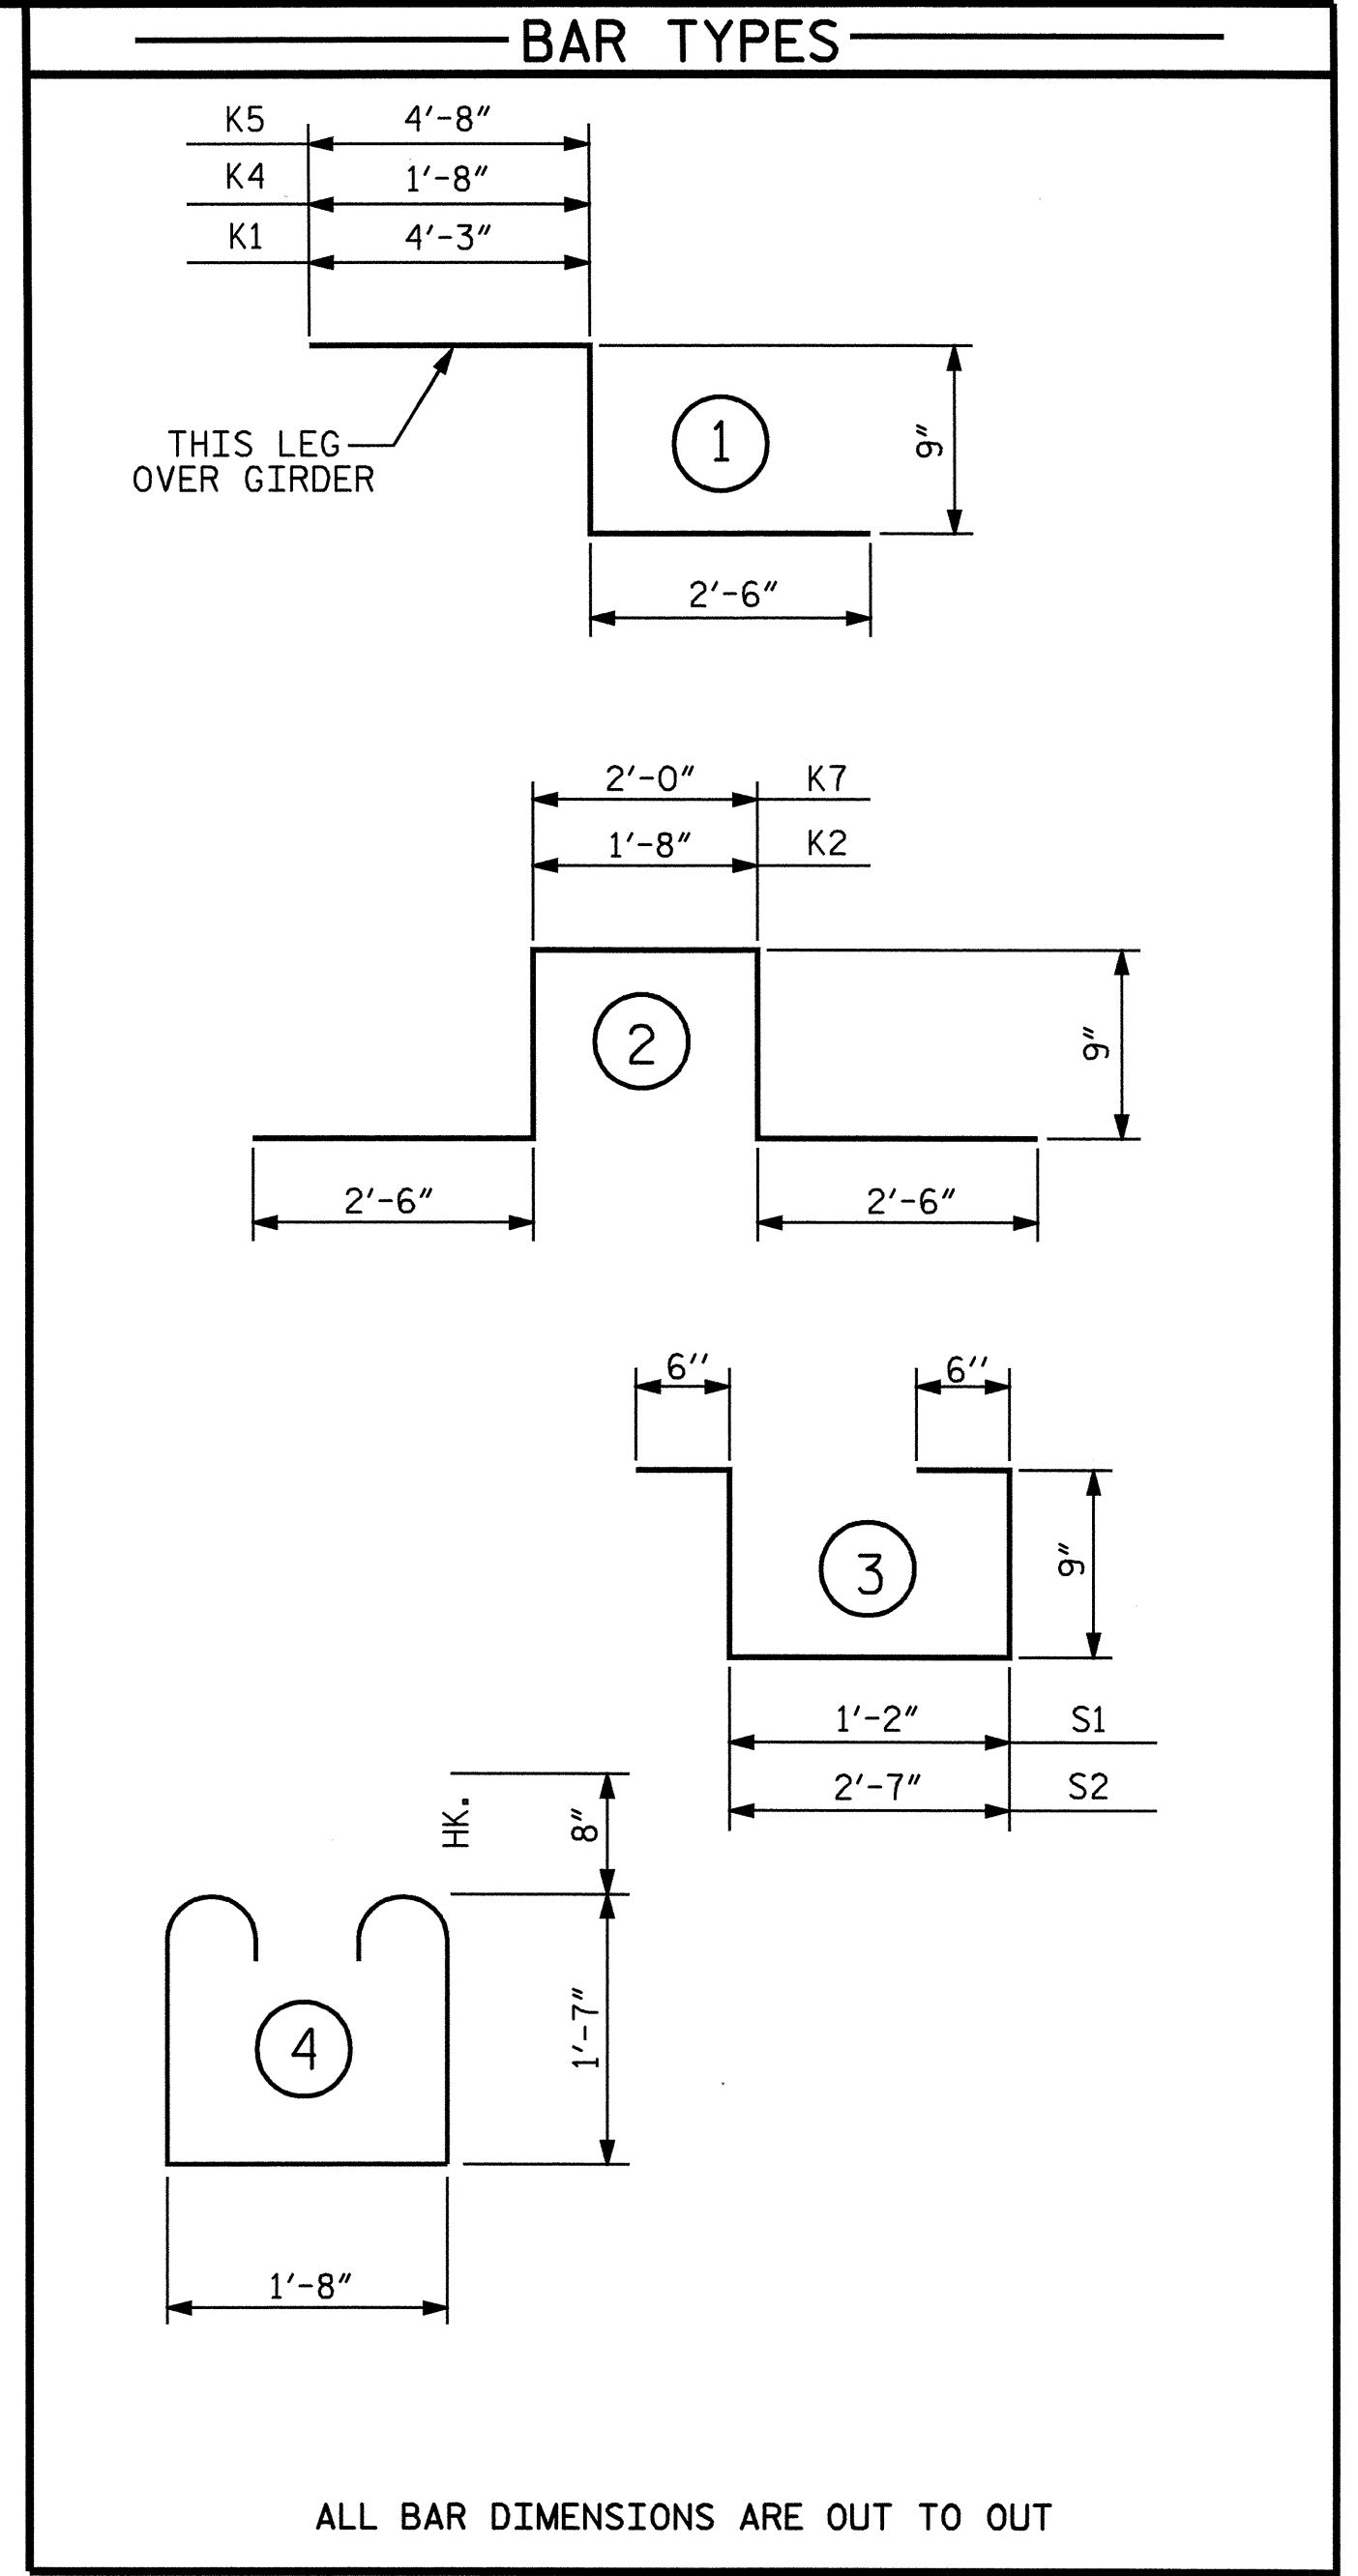 BAR TYPES
K5 4'-8"
K4 1'-8"
K1 4'-3"
THIS LEG
OVER GIRDER
1
9"
2'-6"
2'-0" K7
1'-8" K2
2
9"
2'-6" 2'-6"
6'' 6''
3
9"
1'-2" S1
2'-7" S2
HK. 8"
4
1'-7"
1'-8"
ALL BAR DIMENSIONS ARE OUT TO OUT